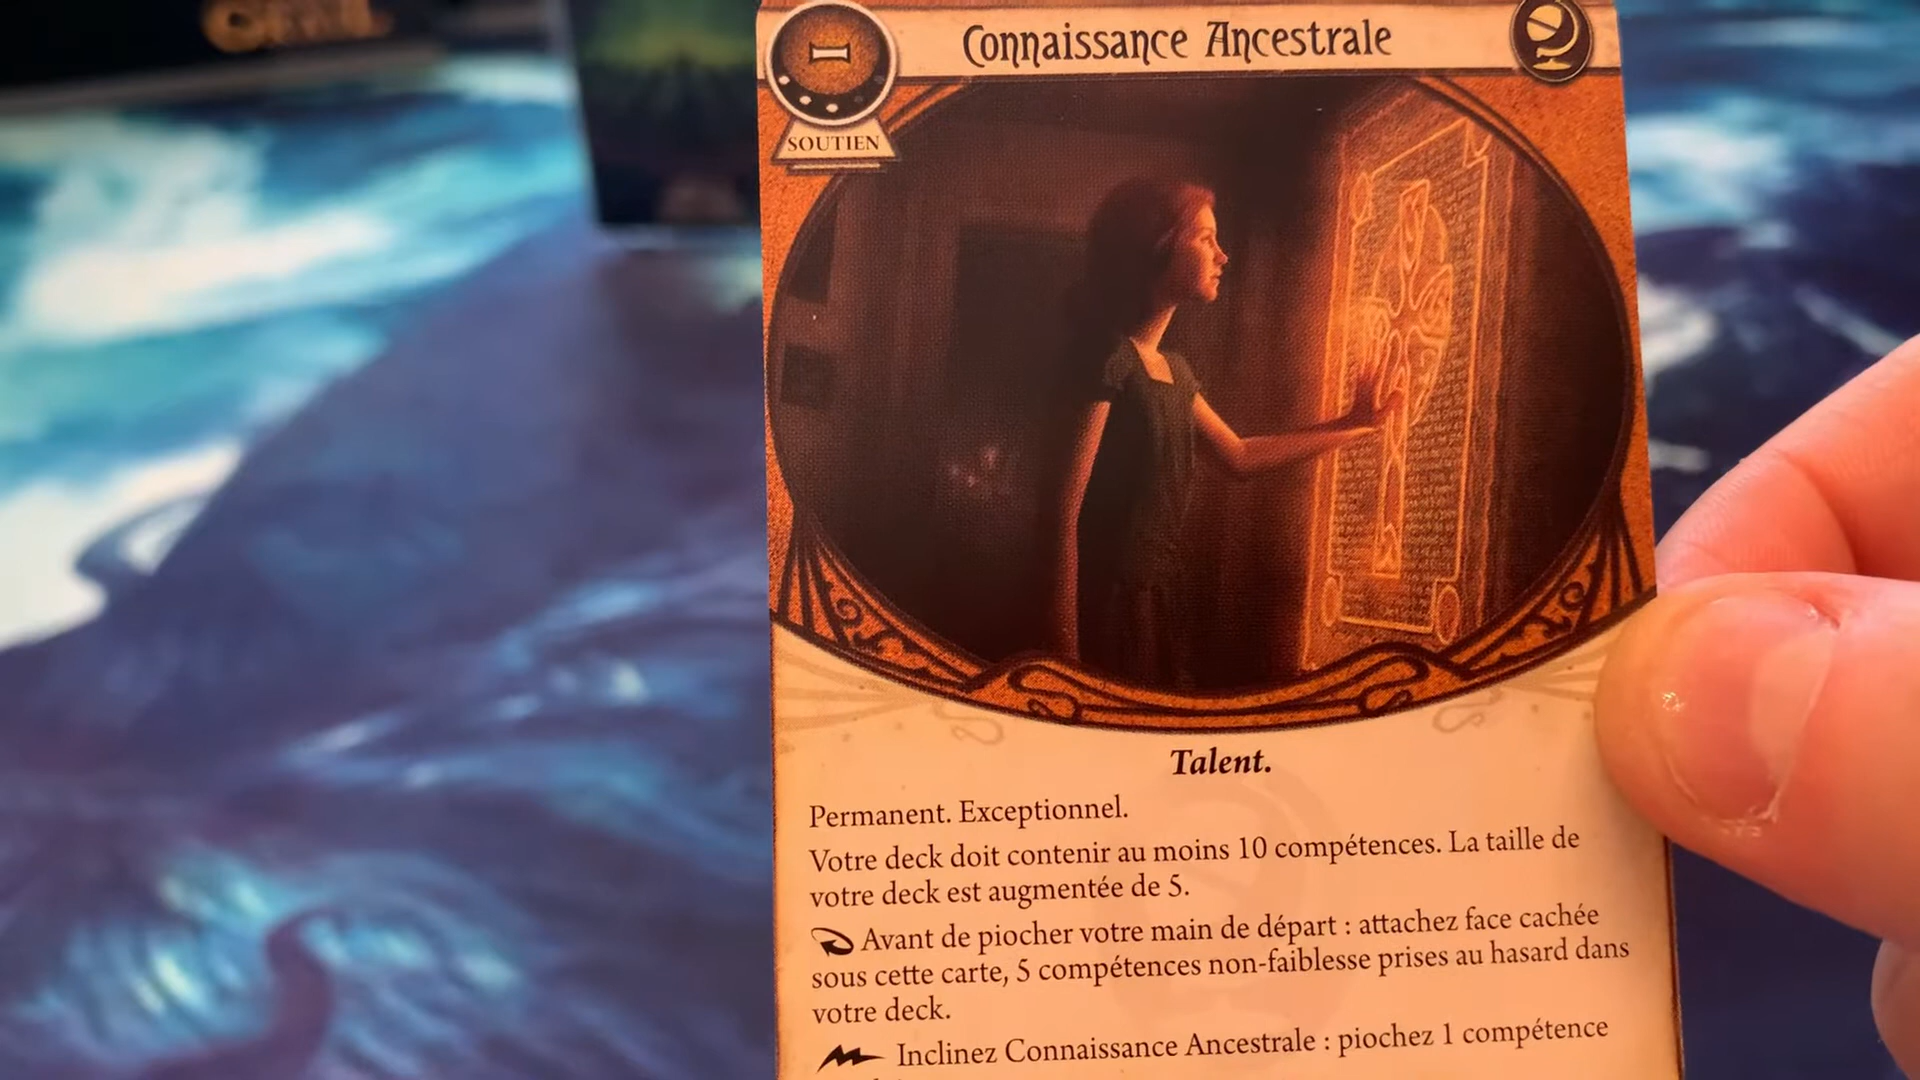 Connaissance Ancestrale
SOUTIEN
Talent.
Permanent. Exceptionnel.
Votre deck doit contenir au moins 10 compétences. La taille de
votre deck est augmentée de 5.
Avant de piocher votre main de départ : attachez face cachée
sous cette carte, 5 compétences non-faiblesse prises au hasard dans
votre deck.
Inclinez Connaissance Ancestrale : piochez 1 compétence